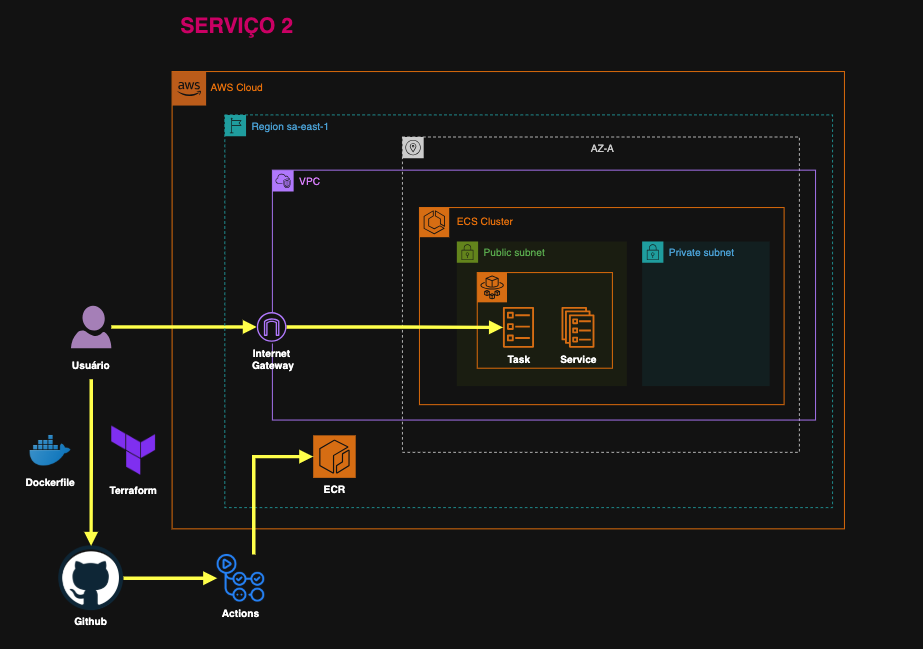 SERVIÇO 2
aws
AWS Cloud
Region sa-east-1
AZ-A
VPC
ECS Cluster
Public subnet
Private subnet
Task
Service
Internet
Gateway
Usuário
Dockerfile
Terraform
ECR
Github
Actions